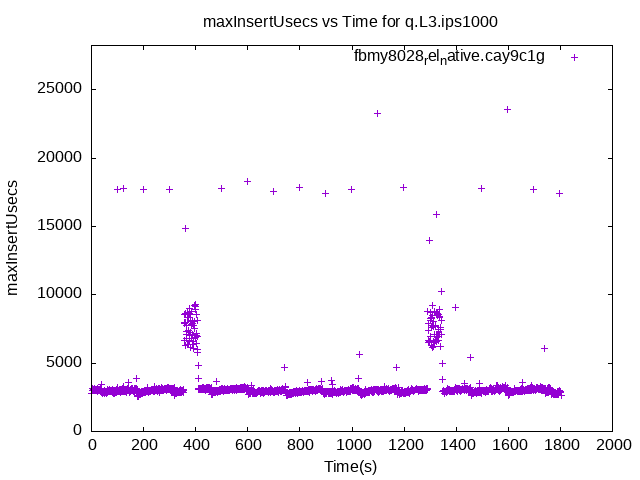 maxInsertUsecs vs Time for q.L3.ips1000
fbmy8028relnative.cay9c1g
25000
20000
15000
10000
5000
0
maxInsertUsecs
0 200 400 600 800 1000 1200 1400 1600 1800 2000
Time(s)